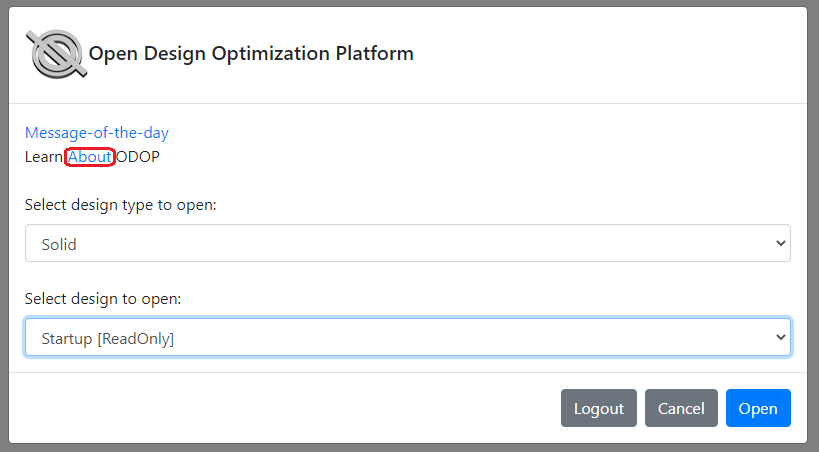 Open Design Optimization Platform
Message-of-the-day
Learn About ODOP
Select design type to open:
Solid
Select design to open:
Startup [ReadOnly]
Logout Cancel Open